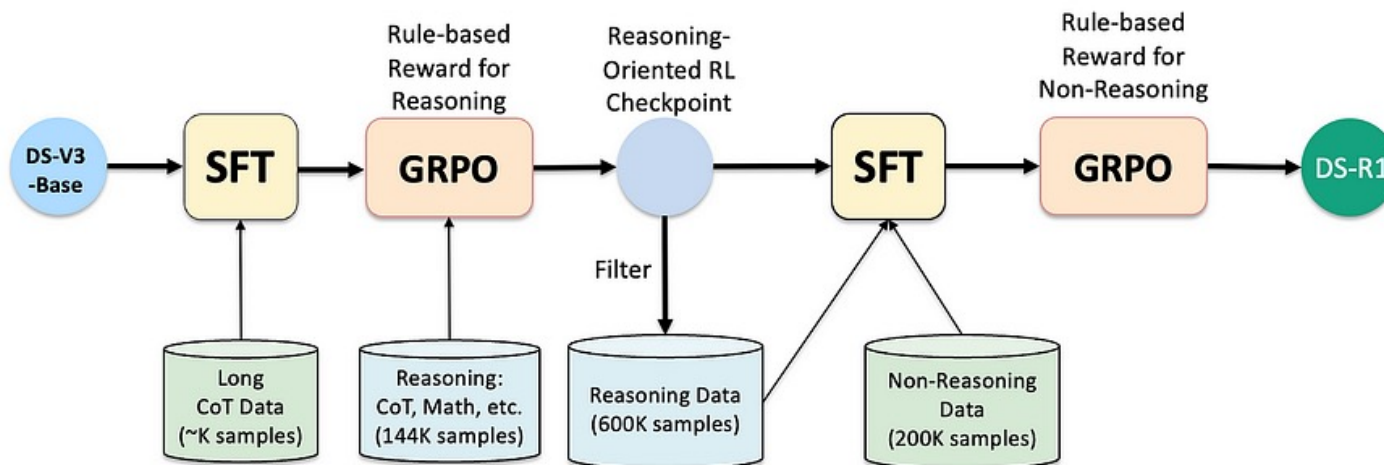 Rule-based
Reward for
Reasoning
Reasoning-
Oriented RL
Checkpoint
Rule-based
Reward for
Non-Reasoning
DS-V3
-Base
SFT
GRPO
SFT
GRPO
DS-R1
Filter
Long
CoT Data
(~K samples)
Reasoning:
CoT, Math, etc.
(144K samples)
Reasoning Data
(600K samples)
Non-Reasoning
Data
(200K samples)